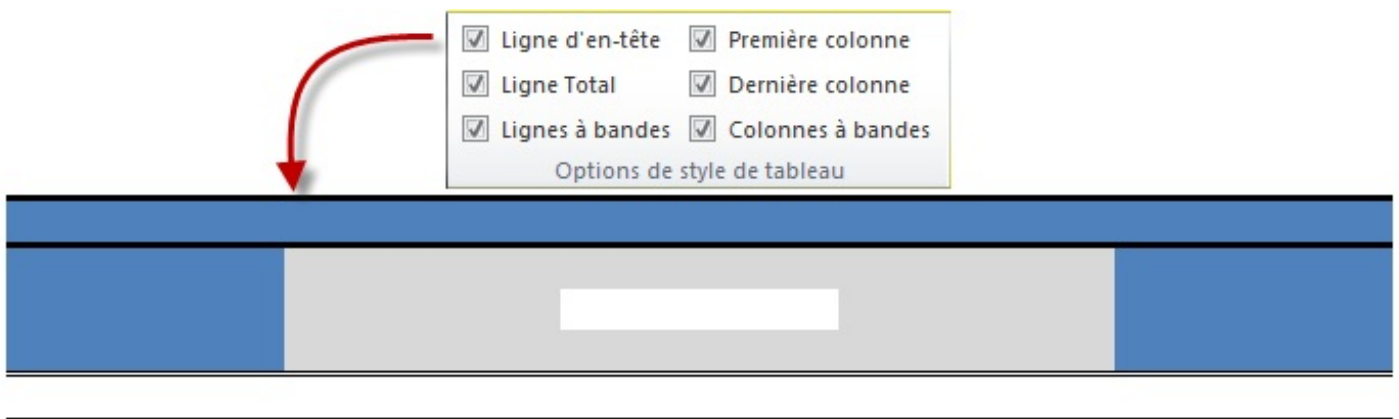 Ligne d'en-tête Première colonne
Ligne Total Dernière colonne
Lignes à bandes Colonnes à bandes
Options de style de tableau